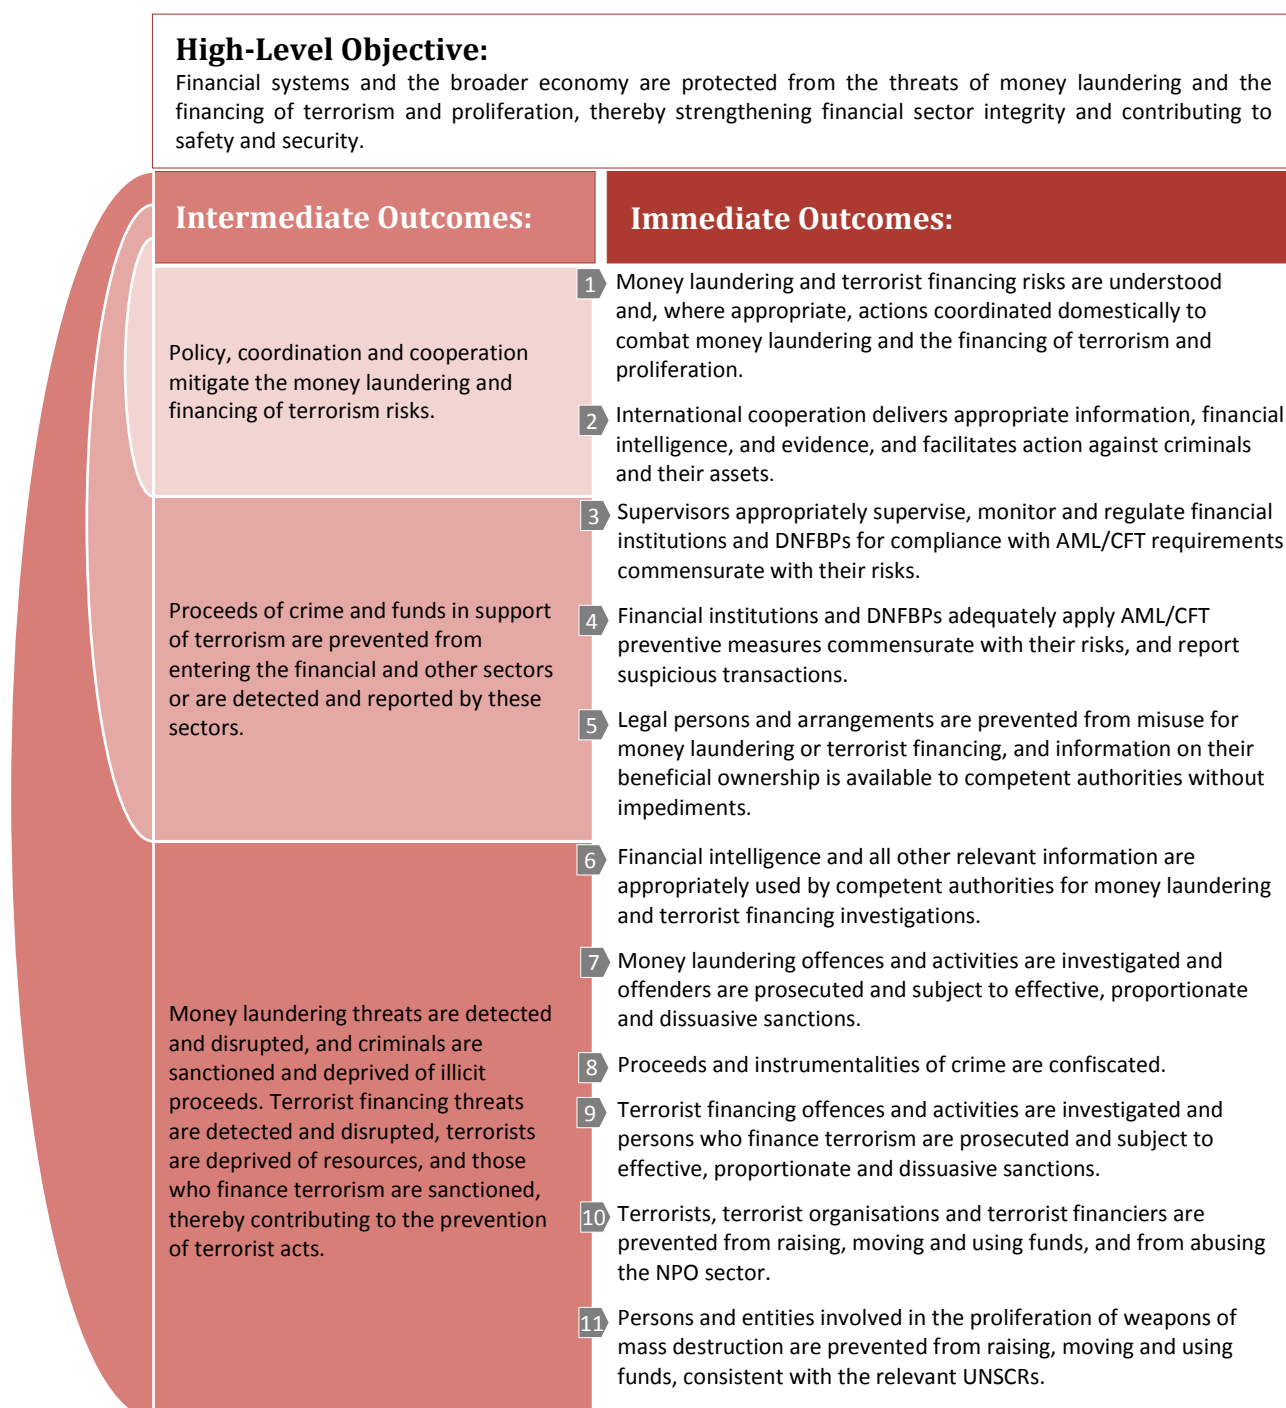 High-Level Objective:
Financial systems and the broader economy are protected from the threats of money laundering and the
financing of terrorism and proliferation, thereby strengthening financial sector integrity and contributing to
safety and security.
Intermediate Outcomes:
Immediate Outcomes:
Policy, coordination and cooperation
mitigate the money laundering and
financing of terrorism risks.
1 Money laundering and terrorist financing risks are understood
and, where appropriate, actions coordinated domestically to
combat money laundering and the financing of terrorism and
proliferation.
2 International cooperation delivers appropriate information, financial
intelligence, and evidence, and facilitates action against criminals
and their assets.
Proceeds of crime and funds in support
of terrorism are prevented from
entering the financial and other sectors
or are detected and reported by these
sectors.
3 Supervisors appropriately supervise, monitor and regulate financial
institutions and DNFBPs for compliance with AML/CFT requirements
commensurate with their risks.
4 Financial institutions and DNFBPs adequately apply AML/CFT
preventive measures commensurate with their risks, and report
suspicious transactions.
5 Legal persons and arrangements are prevented from misuse for
money laundering or terrorist financing, and information on their
beneficial ownership is available to competent authorities without
impediments.
Money laundering threats are detected
and disrupted, and criminals are
sanctioned and deprived of illicit
proceeds. Terrorist financing threats
are detected and disrupted, terrorists
are deprived of resources, and those
who finance terrorism are sanctioned,
thereby contributing to the prevention
of terrorist acts.
6 Financial intelligence and all other relevant information are
appropriately used by competent authorities for money laundering
and terrorist financing investigations.
7 Money laundering offences and activities are investigated and
offenders are prosecuted and subject to effective, proportionate
and dissuasive sanctions.
8 Proceeds and instrumentalities of crime are confiscated.
9 Terrorist financing offences and activities are investigated and
persons who finance terrorism are prosecuted and subject to
effective, proportionate and dissuasive sanctions.
10 Terrorists, terrorist organisations and terrorist financiers are
prevented from raising, moving and using funds, and from abusing
the NPO sector.
11 Persons and entities involved in the proliferation of weapons of
mass destruction are prevented from raising, moving and using
funds, consistent with the relevant UNSCRs.